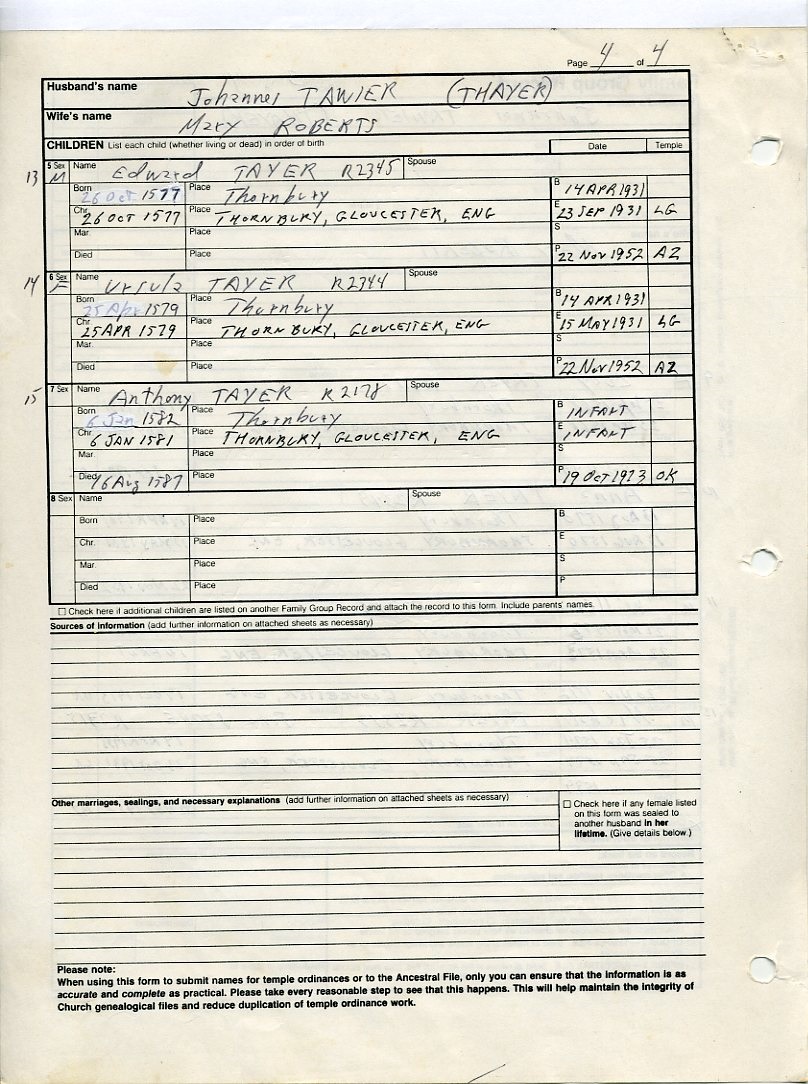 Page 4 of 4
Husband's name Johannes TAWIER (THAYER)
Wife's name Mary ROBERTS
CHILDREN List each child (whether living or dead) in order of birth Date Temple
13 5 Sex M Name Edward TAYER R2345 Spouse
Born 26 Oct 1577 Place Thornbury B 14 APR 1931
Chr. 26 OCT 1577 Place THORNBURY, GLOUCESTER, ENG E 23 SEP 1931 LG
Mar. Place S
Died Place P 22 Nov 1952 AZ
14 6 Sex F Name Ursula TAYER R2344 Spouse
Born 25 Apr 1579 Place Thornbury B 14 APR 1931
Chr. 25 APR 1579 Place THORNBURY, GLOUCESTER, ENG E 15 MAY 1931 LG
Mar. Place S
Died Place P 22 Nov 1952 AZ
15 7 Sex Name Anthony TAYER R2178 Spouse
Born 6 Jan 1582 Place Thornbury B INFANT
Chr. 6 JAN 1581 Place THORNBURY, GLOUCESTER, ENG E INFANT
Mar. Place S
Died 16 Aug 1587 Place P 19 Oct 1973 OK
8 Sex Name Spouse
Born Place B
Chr. Place E
Mar. Place S
Died Place P
☐ Check here if additional children are listed on another Family Group Record and attach the record to this form. Include parents' names.
Sources of information (add further information on attached sheets as necessary)
Other marriages, sealings, and necessary explanations (add further information on attached sheets as necessary)
☐ Check here if any female listed
on this form was sealed to
another husband in her
lifetime. (Give details below.)
Please note:
When using this form to submit names for temple ordinances or to the Ancestral File, only you can ensure that the information is as
accurate and complete as practical. Please take every reasonable step to see that this happens. This will help maintain the integrity of
Church genealogical files and reduce duplication of temple ordinance work.